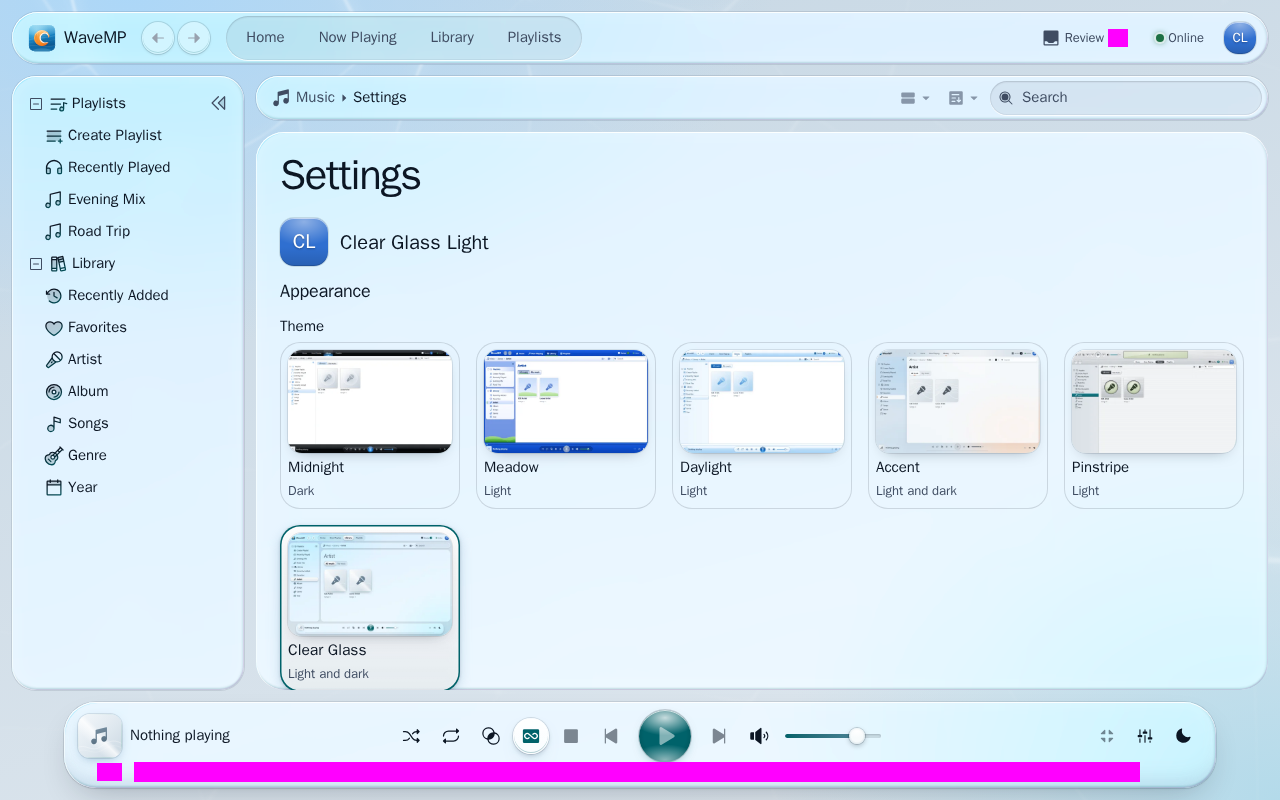 WaveMP
Home
Now Playing
Library
Playlists
Review
Online
CL
Playlists
Create Playlist
Recently Played
Evening Mix
Road Trip
Library
Recently Added
Favorites
Artist
Album
Songs
Genre
Year
Music
Settings
Search
Settings
CL
Clear Glass Light
Appearance
Theme
Midnight
Dark
Meadow
Light
Daylight
Light
Accent
Light and dark
Pinstripe
Light
Clear Glass
Light and dark
Nothing playing